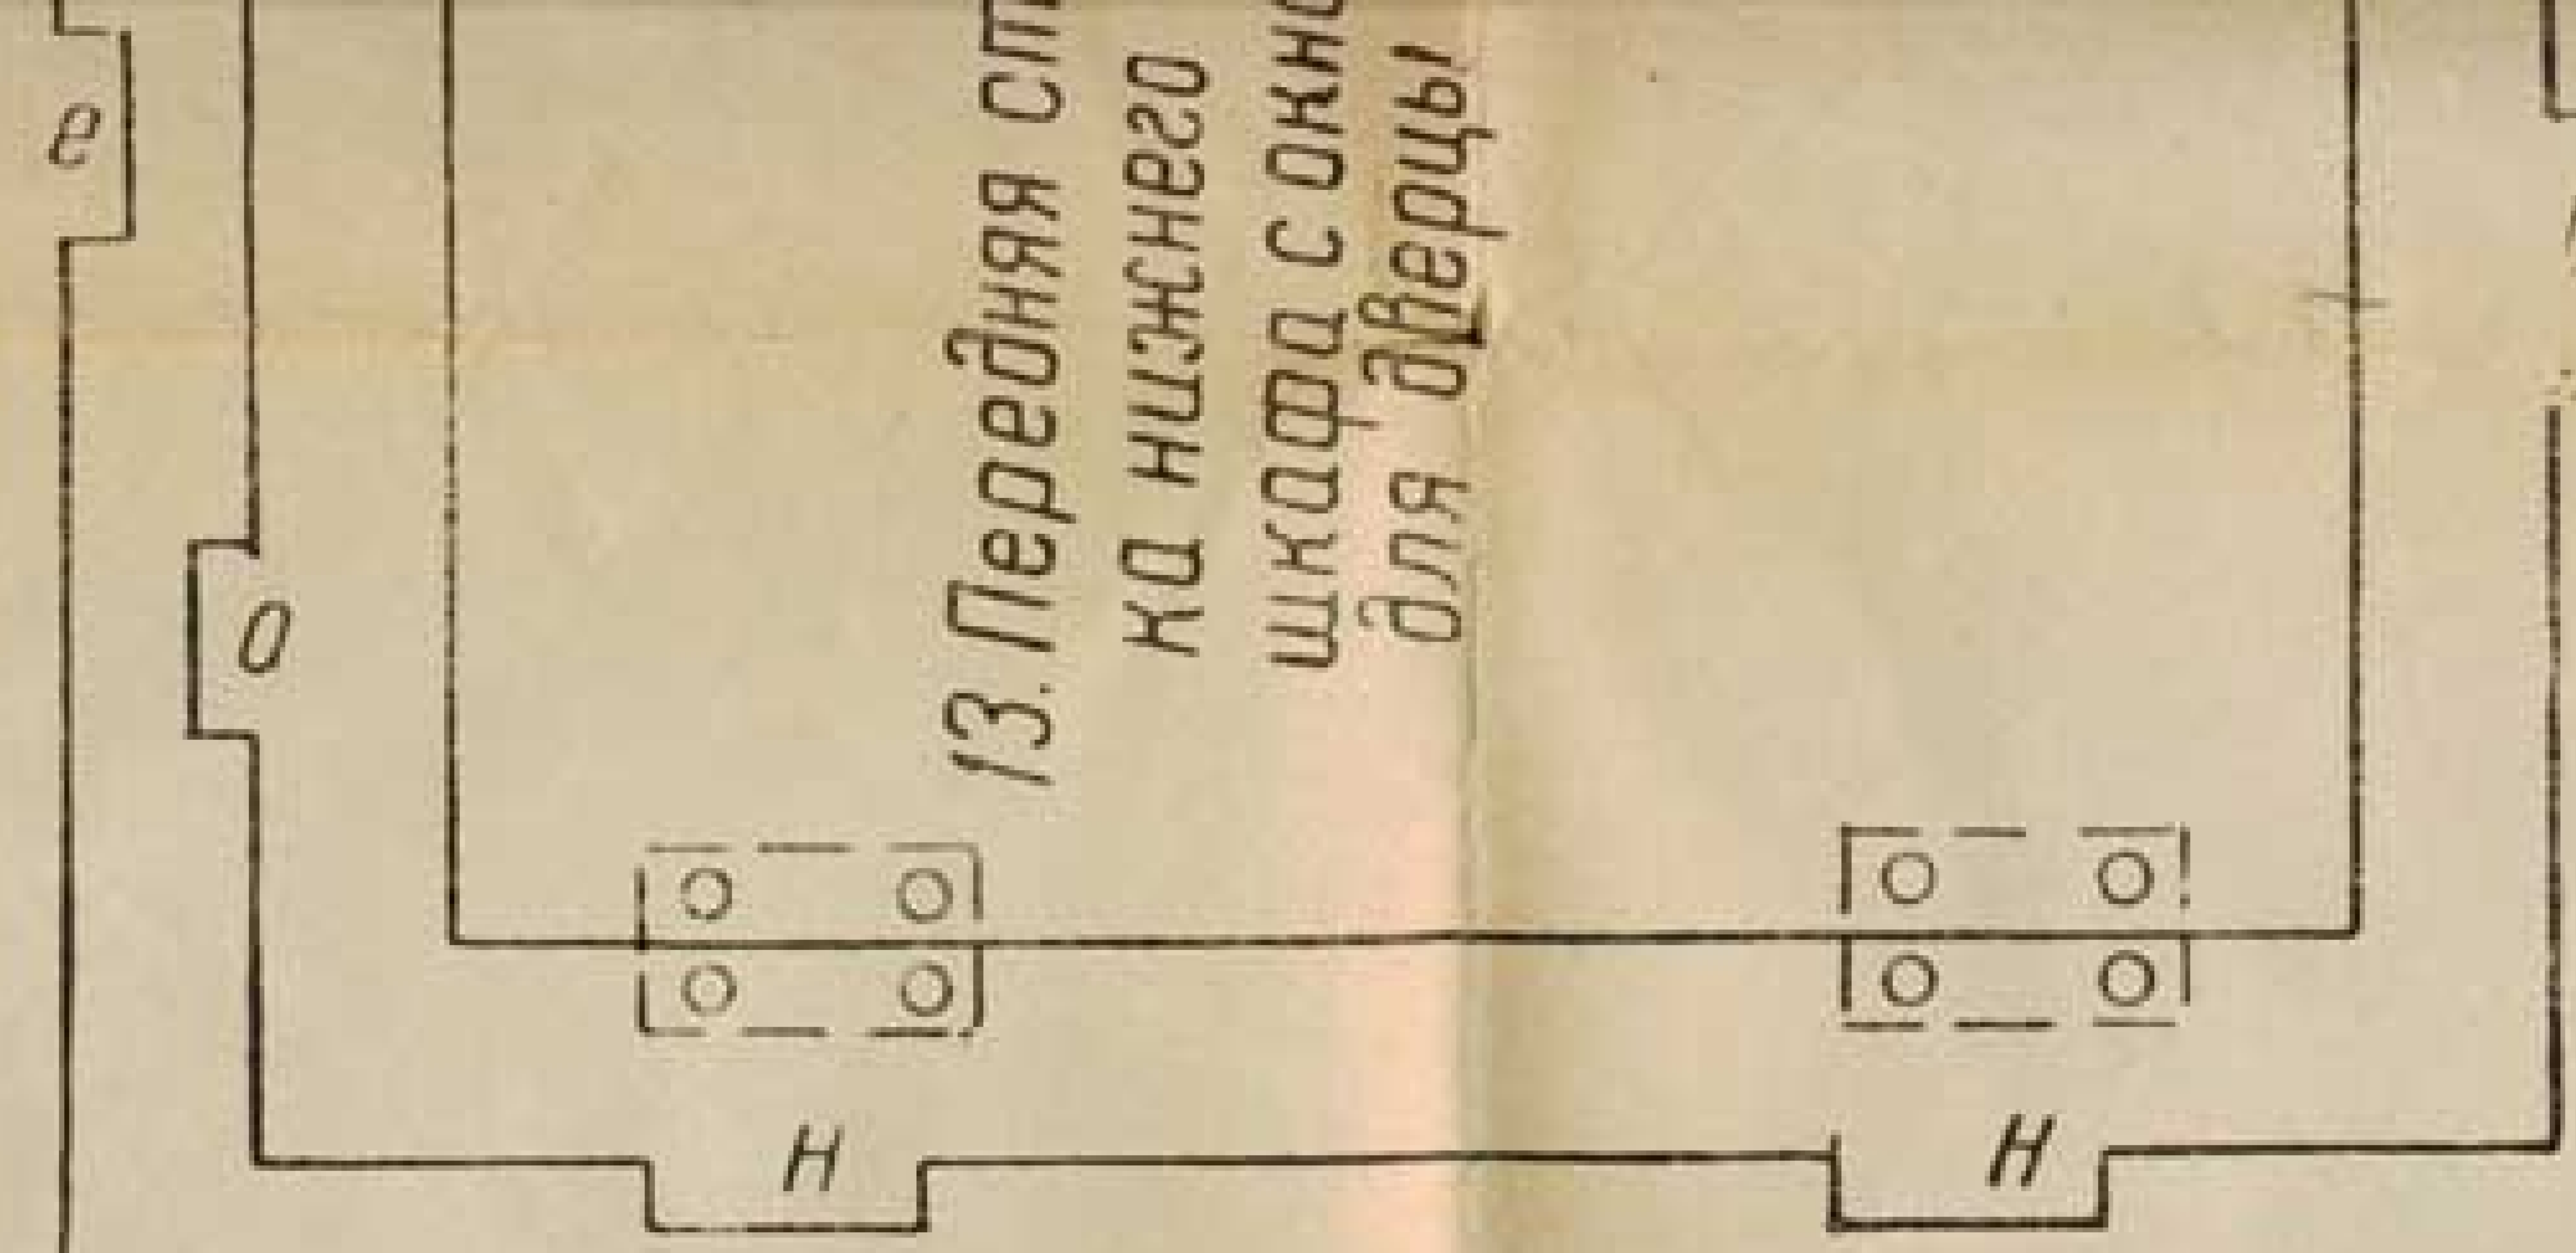 е
о
13. Передняя ст
ка нижнего
шкафа с окн
для дверцы
н
н